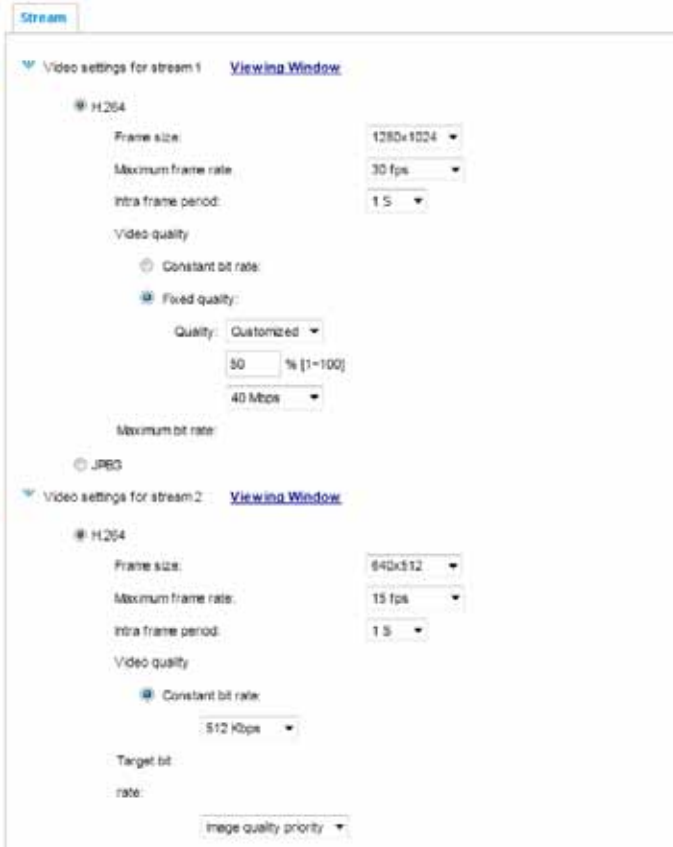 Stream
Video settings for stream 1 Viewing Window
H.264
Frame size: 1280x1024
Maximum frame rate 30 fps
Intra frame period: 1 S
Video quality
Constant bit rate:
Fixed quality:
Quality: Customized
50 % [1~100]
40 Mbps
Maximum bit rate:
JPEG
Video settings for stream 2 Viewing Window
H.264
Frame size: 640x512
Maximum frame rate: 15 fps
Intra frame period: 1 S
Video quality
Constant bit rate:
512 Kbps
Target bit
rate:
Image quality priority